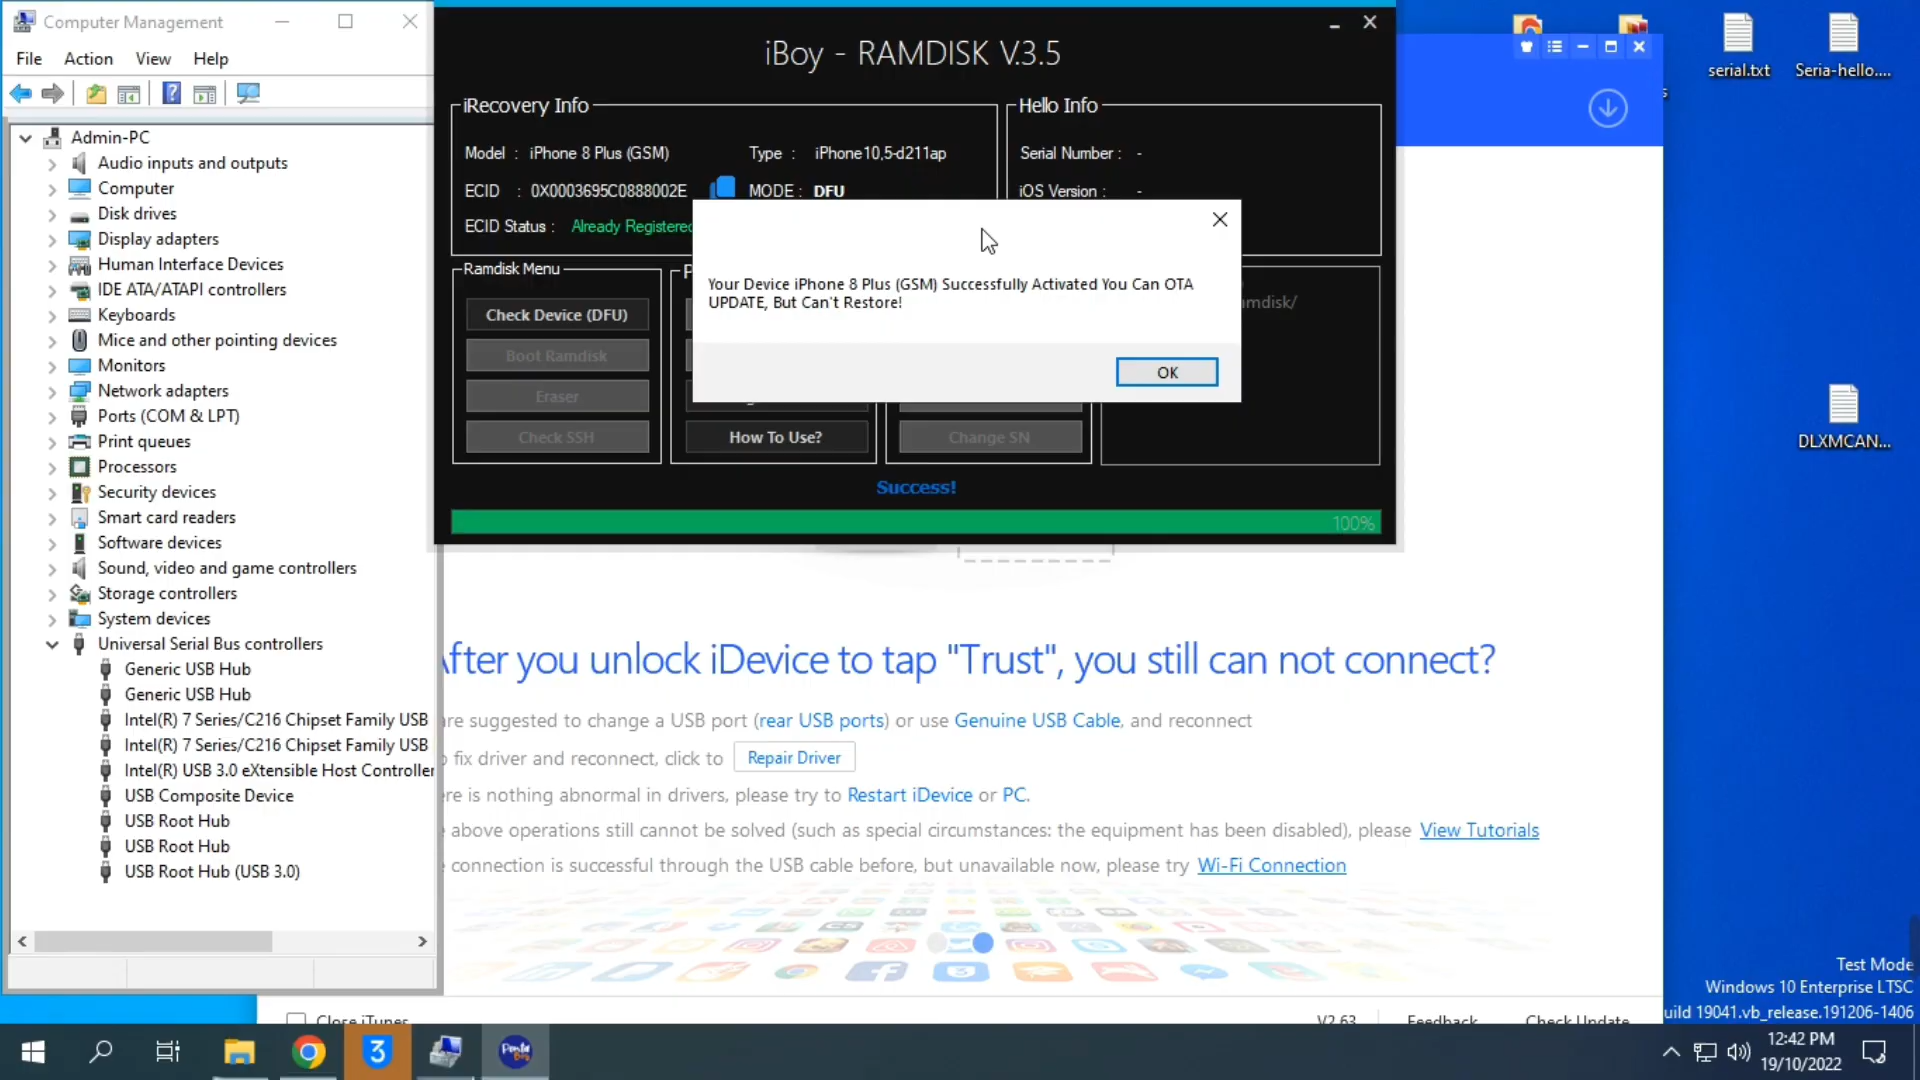 Computer Management
File Action View Help
Admin-PC
Audio inputs and outputs
Computer
Disk drives
Display adapters
Human Interface Devices
IDE ATA/ATAPI controllers
Keyboards
Mice and other pointing devices
Monitors
Network adapters
Ports (COM & LPT)
Print queues
Processors
Security devices
Smart card readers
Software devices
Sound, video and game controllers
Storage controllers
System devices
Universal Serial Bus controllers
Generic USB Hub
Generic USB Hub
Intel(R) 7 Series/C216 Chipset Family USB
Intel(R) 7 Series/C216 Chipset Family USB
Intel(R) USB 3.0 eXtensible Host Controller
USB Composite Device
USB Root Hub
USB Root Hub
USB Root Hub (USB 3.0)
iBoy - RAMDISK V.3.5
iRecovery Info
Model : iPhone 8 Plus (GSM) Type : iPhone10,5-d211ap
ECID : 0X0003695C0888002E MODE : DFU
ECID Status : Already Registered
Hello Info
Serial Number : -
iOS Version : -
Ramdisk Menu
Check Device (DFU)
Boot Ramdisk
Eraser
Check SSH
How To Use?
Change SN
mdisk/
Your Device iPhone 8 Plus (GSM) Successfully Activated You Can OTA
UPDATE, But Can't Restore!
OK
Success!
100%
After you unlock iDevice to tap "Trust", you still can not connect?
are suggested to change a USB port (rear USB ports) or use Genuine USB Cable, and reconnect
fix driver and reconnect, click to Repair Driver
ere is nothing abnormal in drivers, please try to Restart iDevice or PC.
above operations still cannot be solved (such as special circumstances: the equipment has been disabled), please View Tutorials
connection is successful through the USB cable before, but unavailable now, please try Wi-Fi Connection
Close iTunes V2.63 Feedback Check Update
serial.txt
Seria-hello....
DLXMCAN...
Test Mode
Windows 10 Enterprise LTSC
uild 19041.vb_release.191206-1406
3
12:42 PM
19/10/2022